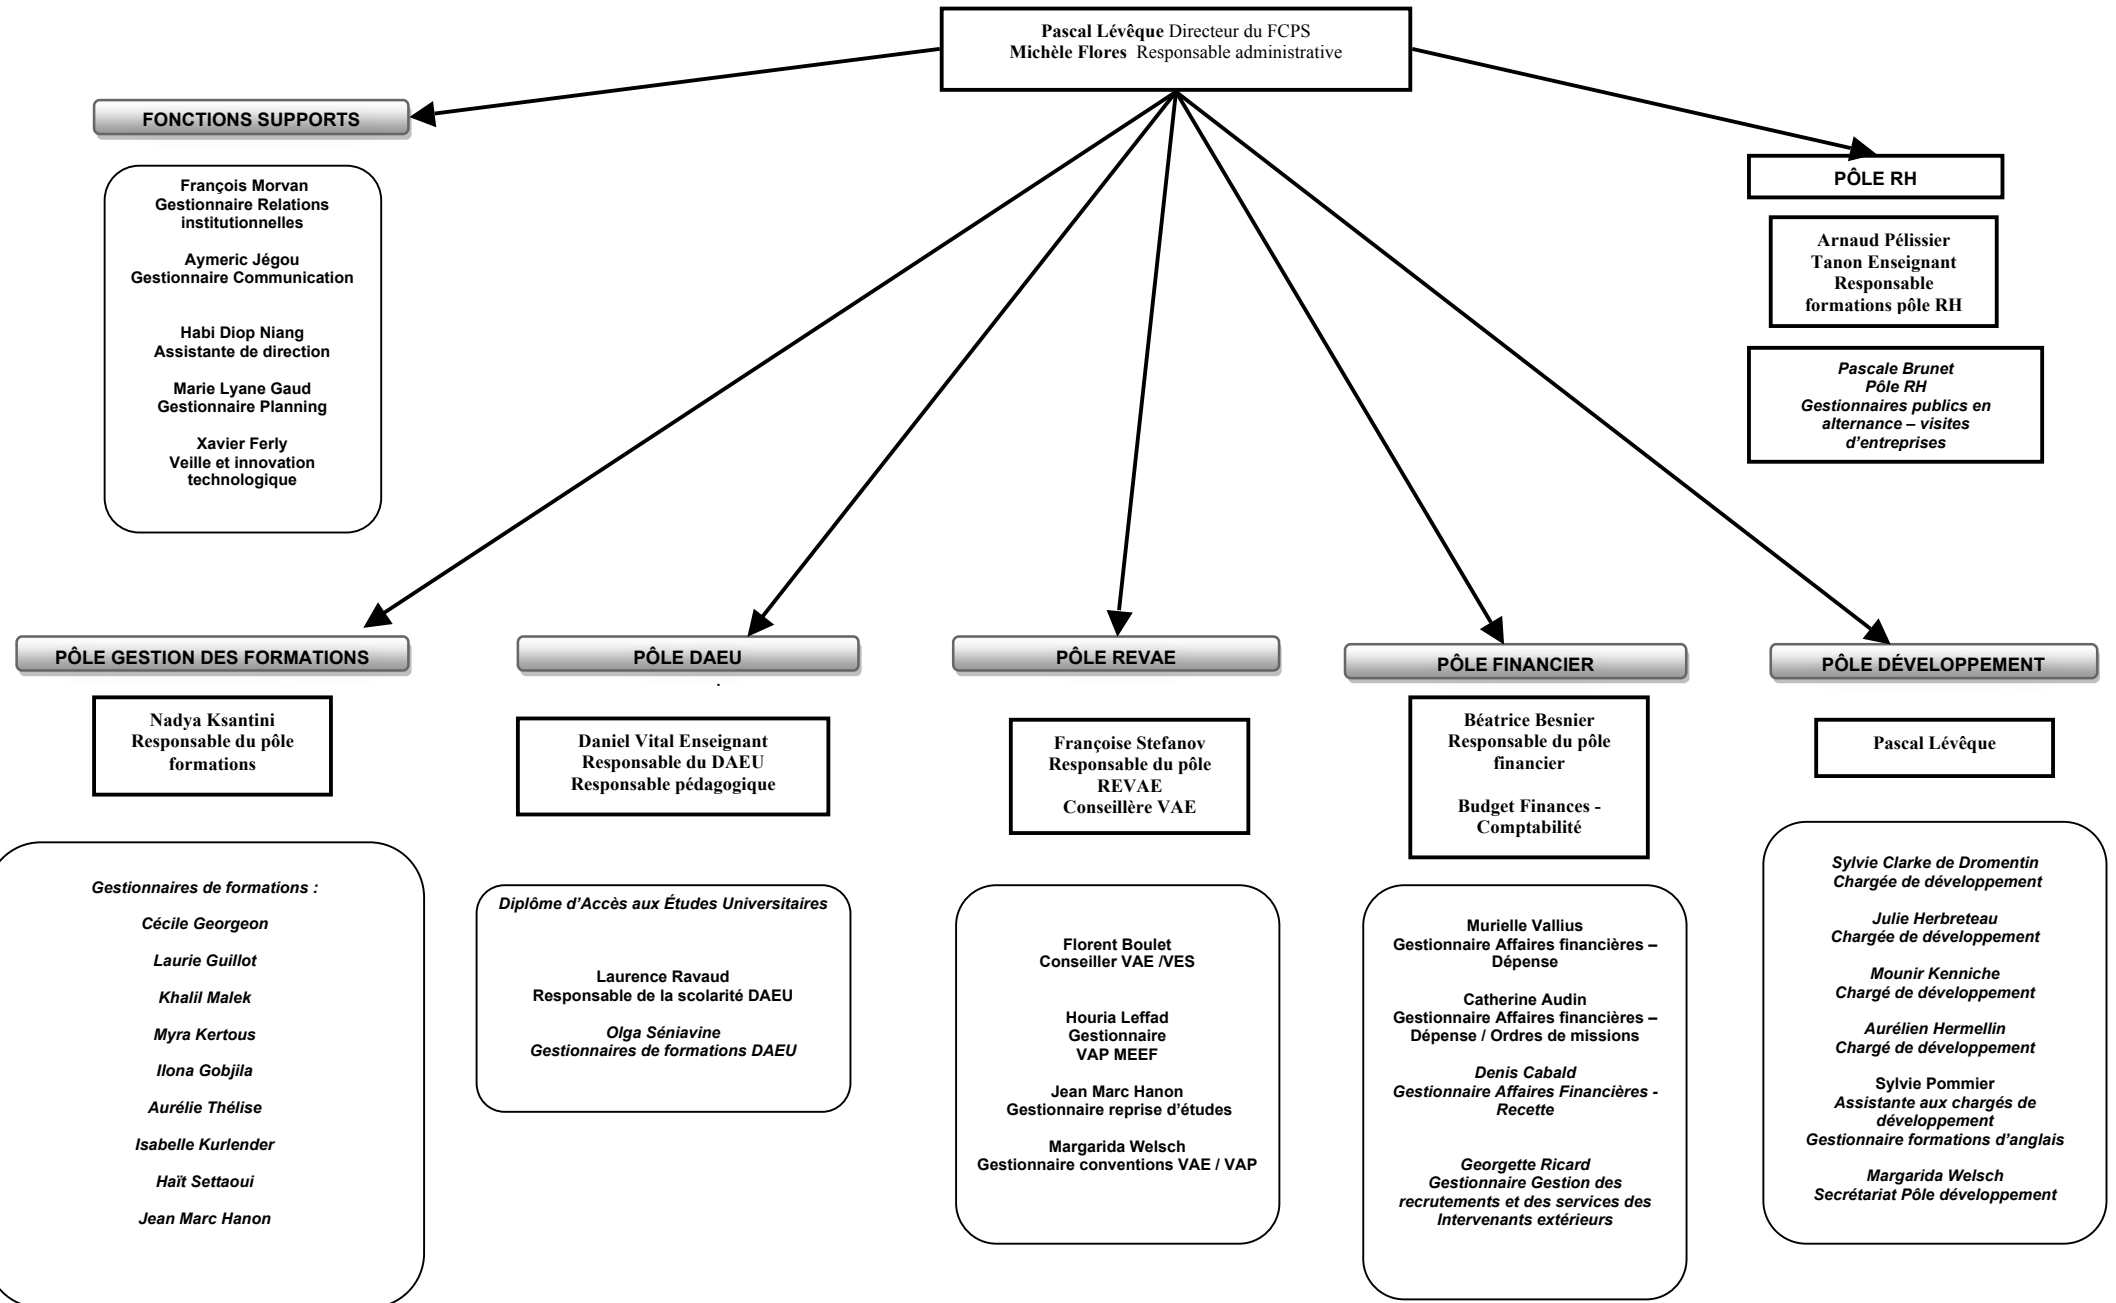 Pascal Lévêque Directeur du FCPS
Michèle Flores Responsable administrative
FONCTIONS SUPPORTS
François Morvan
Gestionnaire Relations
institutionnelles
Aymeric Jégou
Gestionnaire Communication
Habi Diop Niang
Assistante de direction
Marie Lyane Gaud
Gestionnaire Planning
Xavier Ferly
Veille et innovation
technologique
PÔLE RH
Arnaud Pélissier
Tanon Enseignant
Responsable
formations pôle RH
Pascale Brunet
Pôle RH
Gestionnaires publics en
alternance – visites
d’entreprises
PÔLE GESTION DES FORMATIONS
Nadya Ksantini
Responsable du pôle
formations
Gestionnaires de formations :
Cécile Georgeon
Laurie Guillot
Khalil Malek
Myra Kertous
Ilona Gobjila
Aurélie Thélise
Isabelle Kurlender
Haït Settaoui
Jean Marc Hanon
PÔLE DAEU
.
Daniel Vital Enseignant
Responsable du DAEU
Responsable pédagogique
Diplôme d’Accès aux Études Universitaires
Laurence Ravaud
Responsable de la scolarité DAEU
Olga Séniavine
Gestionnaires de formations DAEU
PÔLE REVAE
Françoise Stefanov
Responsable du pôle
REVAE
Conseillère VAE
Florent Boulet
Conseiller VAE /VES
Houria Leffad
Gestionnaire
VAP MEEF
Jean Marc Hanon
Gestionnaire reprise d’études
Margarida Welsch
Gestionnaire conventions VAE / VAP
PÔLE FINANCIER
Béatrice Besnier
Responsable du pôle
financier
Budget Finances -
Comptabilité
Murielle Vallius
Gestionnaire Affaires financières –
Dépense
Catherine Audin
Gestionnaire Affaires financières –
Dépense / Ordres de missions
Denis Cabald
Gestionnaire Affaires Financières -
Recette
Georgette Ricard
Gestionnaire Gestion des
recrutements et des services des
Intervenants extérieurs
PÔLE DÉVELOPPEMENT
Pascal Lévêque
Sylvie Clarke de Dromentin
Chargée de développement
Julie Herbreteau
Chargée de développement
Mounir Kenniche
Chargé de développement
Aurélien Hermellin
Chargé de développement
Sylvie Pommier
Assistante aux chargés de
développement
Gestionnaire formations d’anglais
Margarida Welsch
Secrétariat Pôle développement